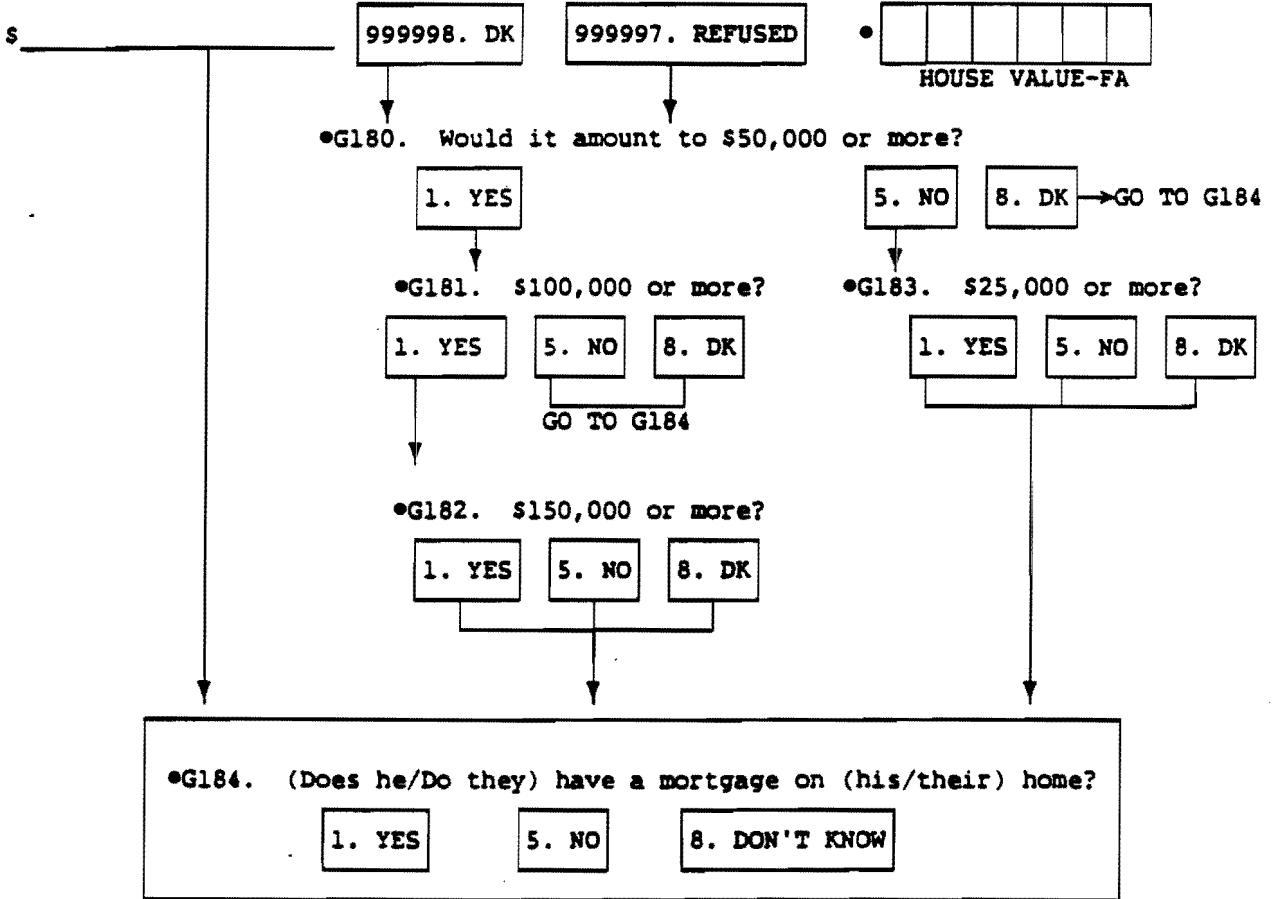 $ 999998. DK 999997. REFUSED •
HOUSE VALUE-FA
•G180. Would it amount to $50,000 or more?
1. YES 5. NO 8. DK GO TO G184
•G181. $100,000 or more? •G183. $25,000 or more?
1. YES 5. NO 8. DK 1. YES 5. NO 8. DK
GO TO G184
•G182. $150,000 or more?
1. YES 5. NO 8. DK
•G184. (Does he/Do they) have a mortgage on (his/their) home?
1. YES 5. NO 8. DON'T KNOW